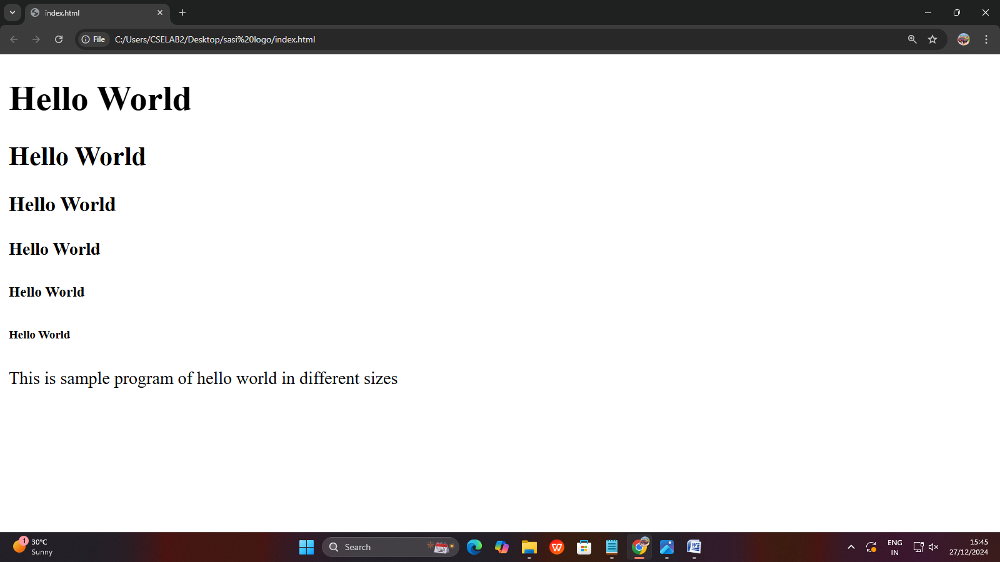 index.html
File
C:/Users/CSELAB2/Desktop/sasi%20logo/index.html
Hello World
Hello World
Hello World
Hello World
Hello World
Hello World
This is sample program of hello world in different sizes
1
30°C
Sunny
Search
ENG
IN
15:45
27/12/2024